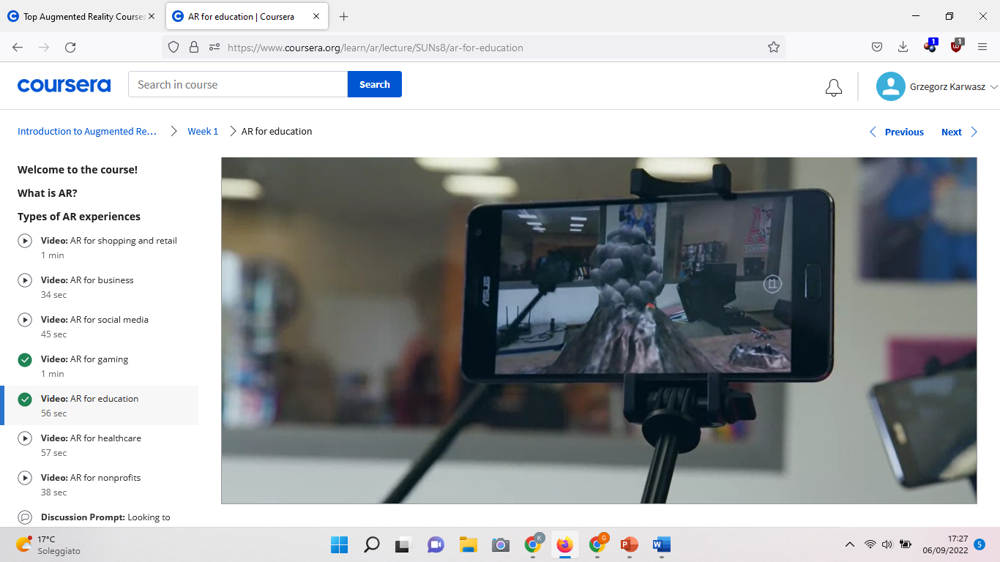 Top Augmented Reality Courses
AR for education | Coursera
https://www.coursera.org/learn/ar/lecture/SUNs8/ar-for-education
1
1
coursera
Search in course
Search
Grzegorz Karwasz
Introduction to Augmented Re…
Week 1
AR for education
Previous
Next
Welcome to the course!
What is AR?
Types of AR experiences
Video: AR for shopping and retail
1 min
Video: AR for business
34 sec
Video: AR for social media
45 sec
Video: AR for gaming
1 min
Video: AR for education
56 sec
Video: AR for healthcare
57 sec
Video: AR for nonprofits
38 sec
Discussion Prompt: Looking to
ASUS
17°C
Soleggiato
K
G
P
W
17:27
06/09/2022
5